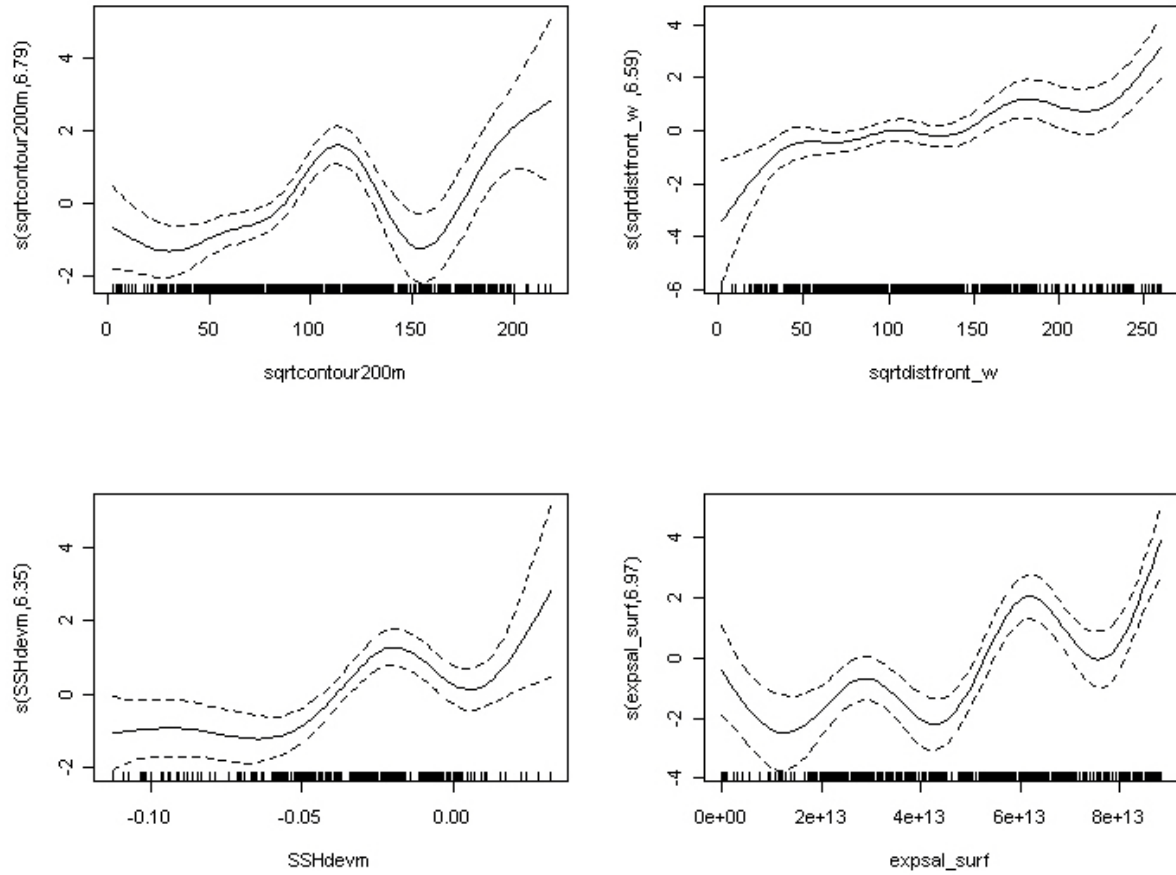 s(sqrtcontour200m,6.79)
4
2
0
-2
0 50 100 150 200
sqrtcontour200m
s(sqrtdistfront_w ,6.59)
4
2
0
-2
-4
-6
0 50 100 150 200 250
sqrtdistfront_w
s(SSHdevm,6.35)
4
2
0
-2
-0.10 -0.05 0.00
SSHdevm
s(expsal_surf,6.97)
4
2
0
-2
-4
0e+00 2e+13 4e+13 6e+13 8e+13
expsal_surf